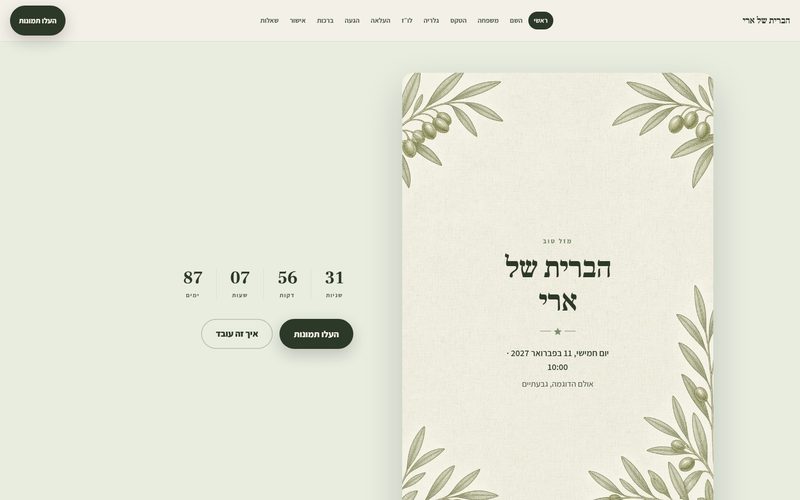 הברית של ארי
ראשי
השם
משפחה
הטקס
גלריה
לו״ז
העלאה
הגעה
ברכות
אישור
שאלות
העלו תמונות
מזל טוב
הברית של
ארי
יום חמישי, 11 בפברואר 2027 ·
10:00
אולם הדוגמה, גבעתיים
31 56 07 87
שניות דקות שעות ימים
העלו תמונות
איך זה עובד